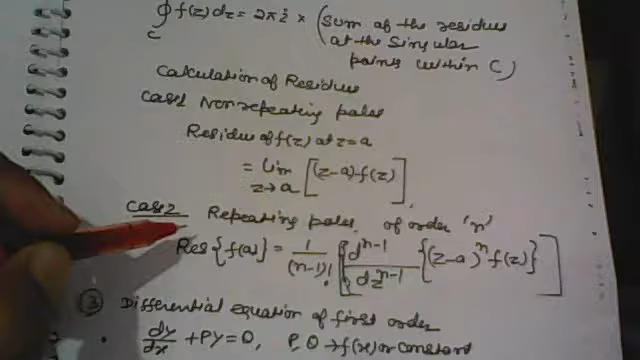 ∮ f(z) dz = 2πi × (Sum of the residues
C
at the Singular
points within C)
Calculation of Residues
Case1 Non repeating poles
Residue of f(z) at z=a
= lim [(z-a) f(z)]
z→a
Case2 Repeating poles of order 'n'
Res{f(a)} = 1/(n-1)! [d^(n-1)/dz^(n-1) {(z-a)^n f(z)}]
③ Differential Equation of first order
· dy/dx + Py = Q, P, Q → f(x) or constant